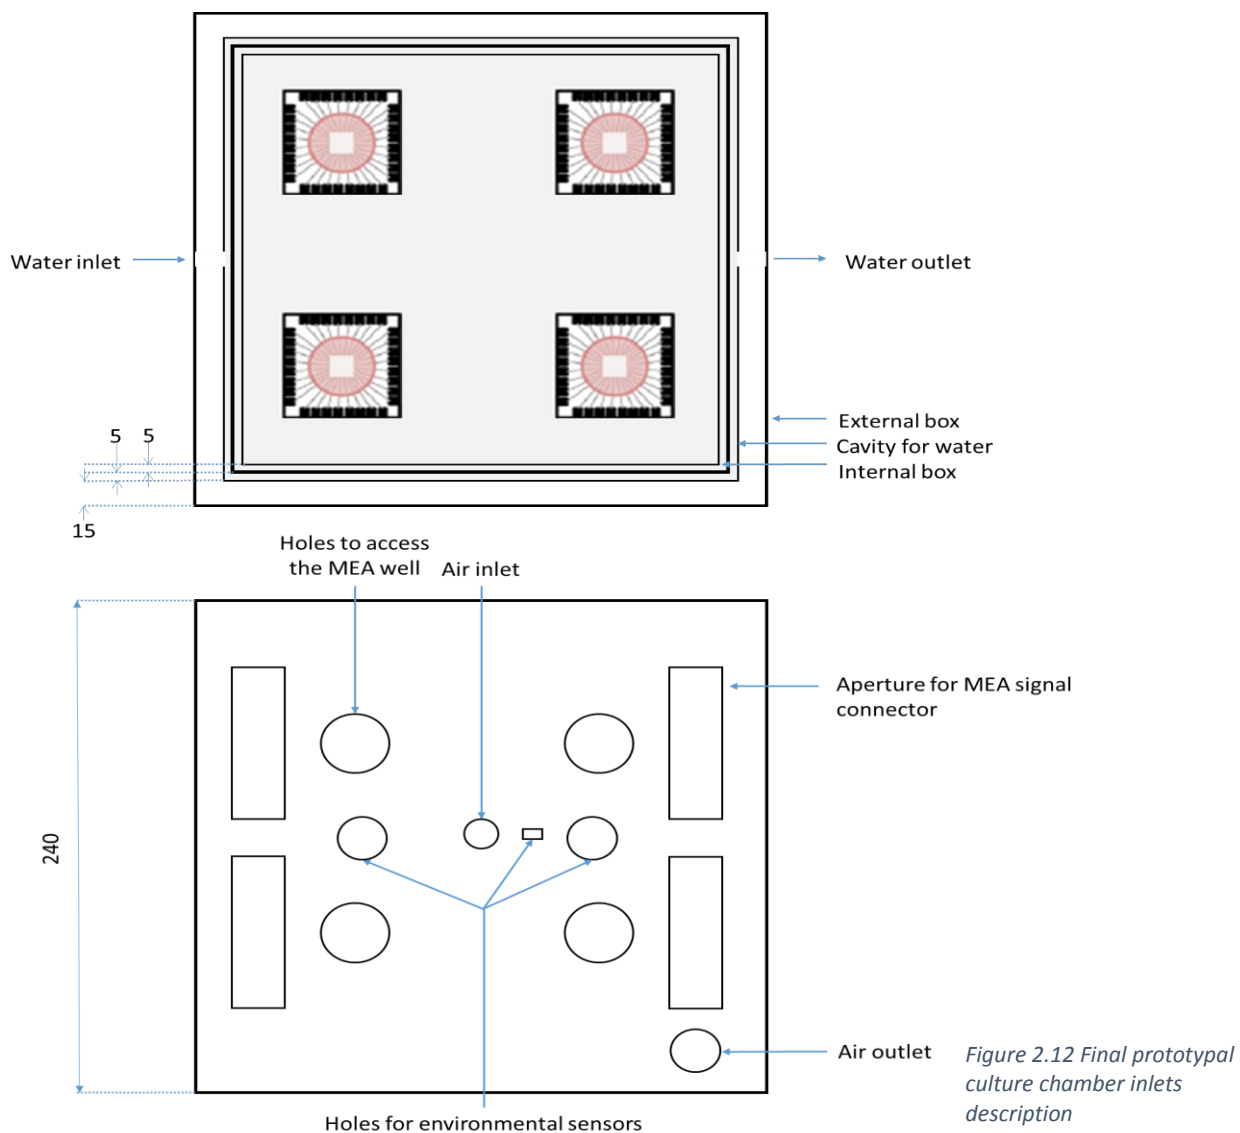 Water inlet
Water outlet
External box
Cavity for water
Internal box
5
5
15
Holes to access
the MEA well
Air inlet
Aperture for MEA signal
connector
240
Air outlet
Holes for environmental sensors
Figure 2.12 Final prototypal
culture chamber inlets
description